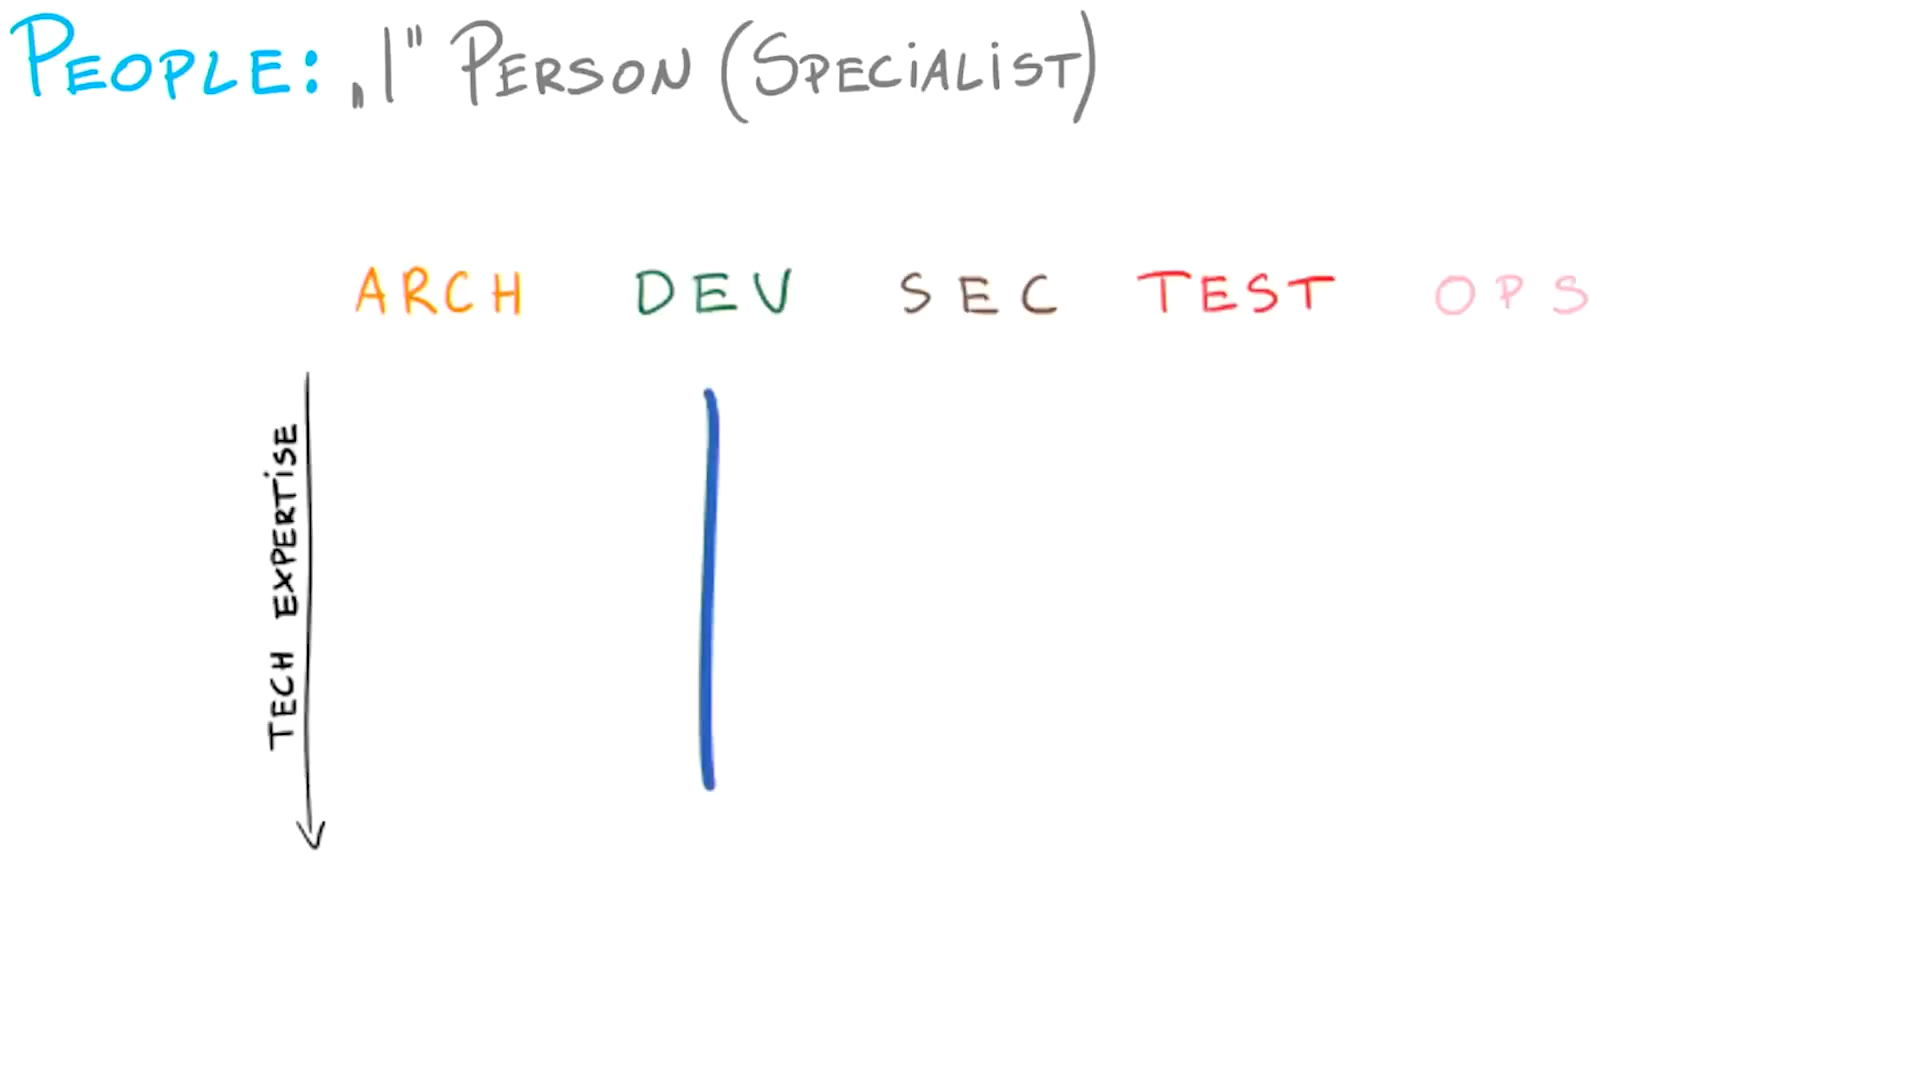 PEOPLE: „I" PERSON (SPECIALIST)
ARCH DEV SEC TEST OPS
TECH EXPERTISE